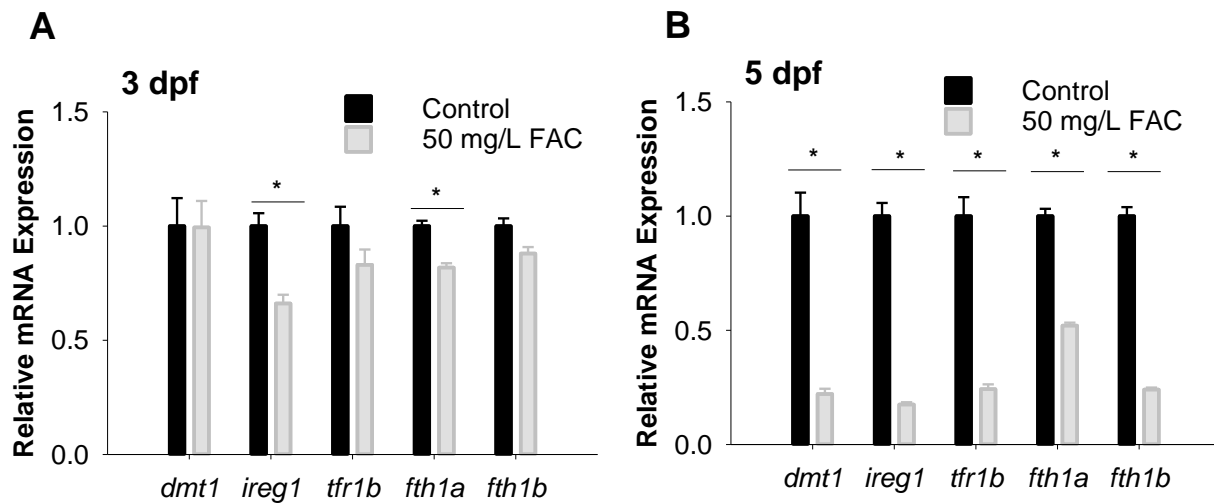 A
3 dpf
Control
50 mg/L FAC
Relative mRNA Expression
1.5
1.0
0.5
0.0
*
*
dmt1 ireg1 tfr1b fth1a fth1b
B
5 dpf
Control
50 mg/L FAC
Relative mRNA Expression
1.5
1.0
0.5
0.0
* * * * *
dmt1 ireg1 tfr1b fth1a fth1b